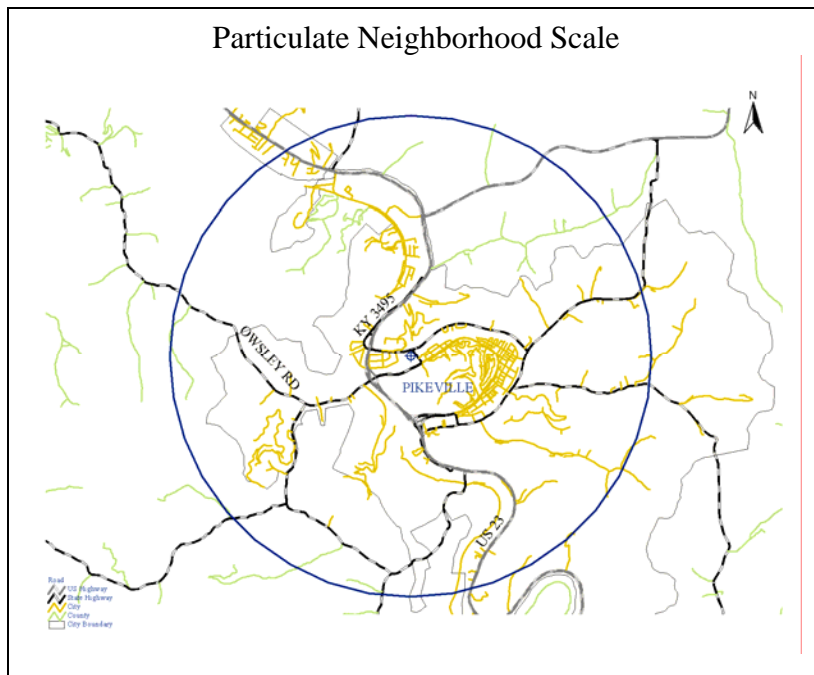 Particulate Neighborhood Scale
N
KY 3495
OWSLEY RD
PIKEVILLE
US 23
Road
US Highway
State Highway
City
County
City Boundary